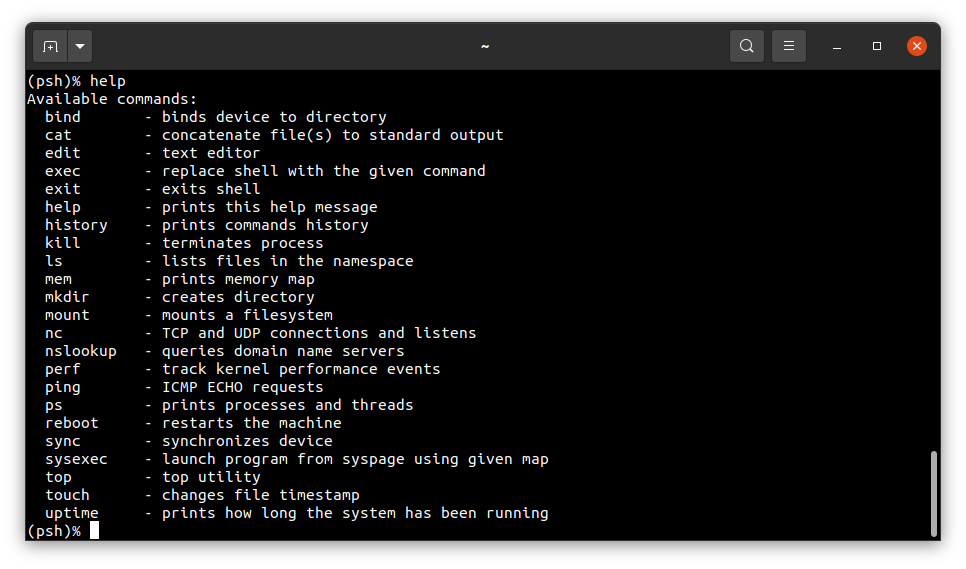 ~
(psh)% help
Available commands:
  bind       - binds device to directory
  cat        - concatenate file(s) to standard output
  edit       - text editor
  exec       - replace shell with the given command
  exit       - exits shell
  help       - prints this help message
  history    - prints commands history
  kill       - terminates process
  ls         - lists files in the namespace
  mem        - prints memory map
  mkdir      - creates directory
  mount      - mounts a filesystem
  nc         - TCP and UDP connections and listens
  nslookup   - queries domain name servers
  perf       - track kernel performance events
  ping       - ICMP ECHO requests
  ps         - prints processes and threads
  reboot     - restarts the machine
  sync       - synchronizes device
  sysexec    - launch program from syspage using given map
  top        - top utility
  touch      - changes file timestamp
  uptime     - prints how long the system has been running
(psh)%